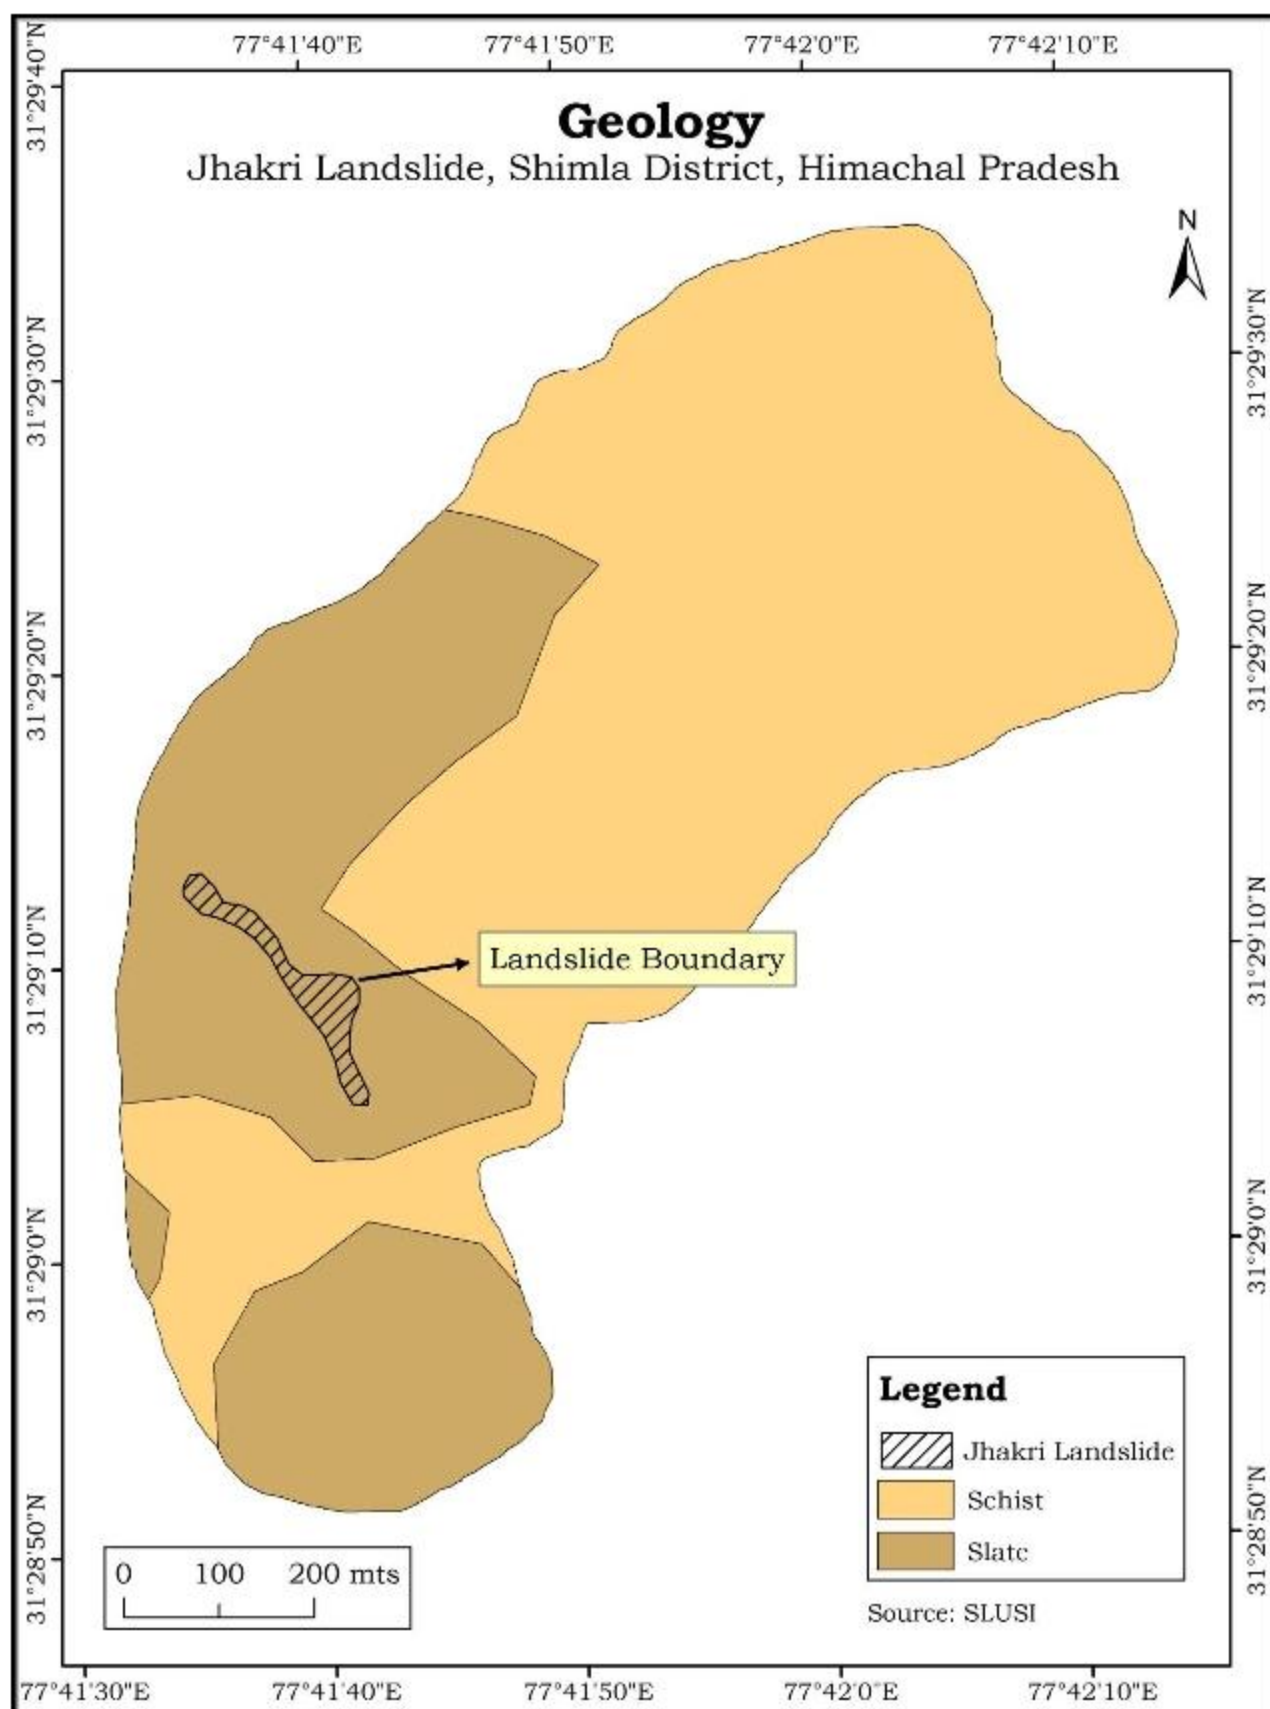 77°41'40"E 77°41'50"E 77°42'0"E 77°42'10"E
Geology
Jhakri Landslide, Shimla District, Himachal Pradesh
N
31°29'40"N
31°29'30"N
31°29'20"N
31°29'10"N
31°29'0"N
31°28'50"N
31°29'30"N
31°29'20"N
31°29'10"N
31°29'0"N
31°28'50"N
Landslide Boundary
Legend
Jhakri Landslide
Schist
Slate
Source: SLUSI
0 100 200 mts
77°41'30"E 77°41'40"E 77°41'50"E 77°42'0"E 77°42'10"E